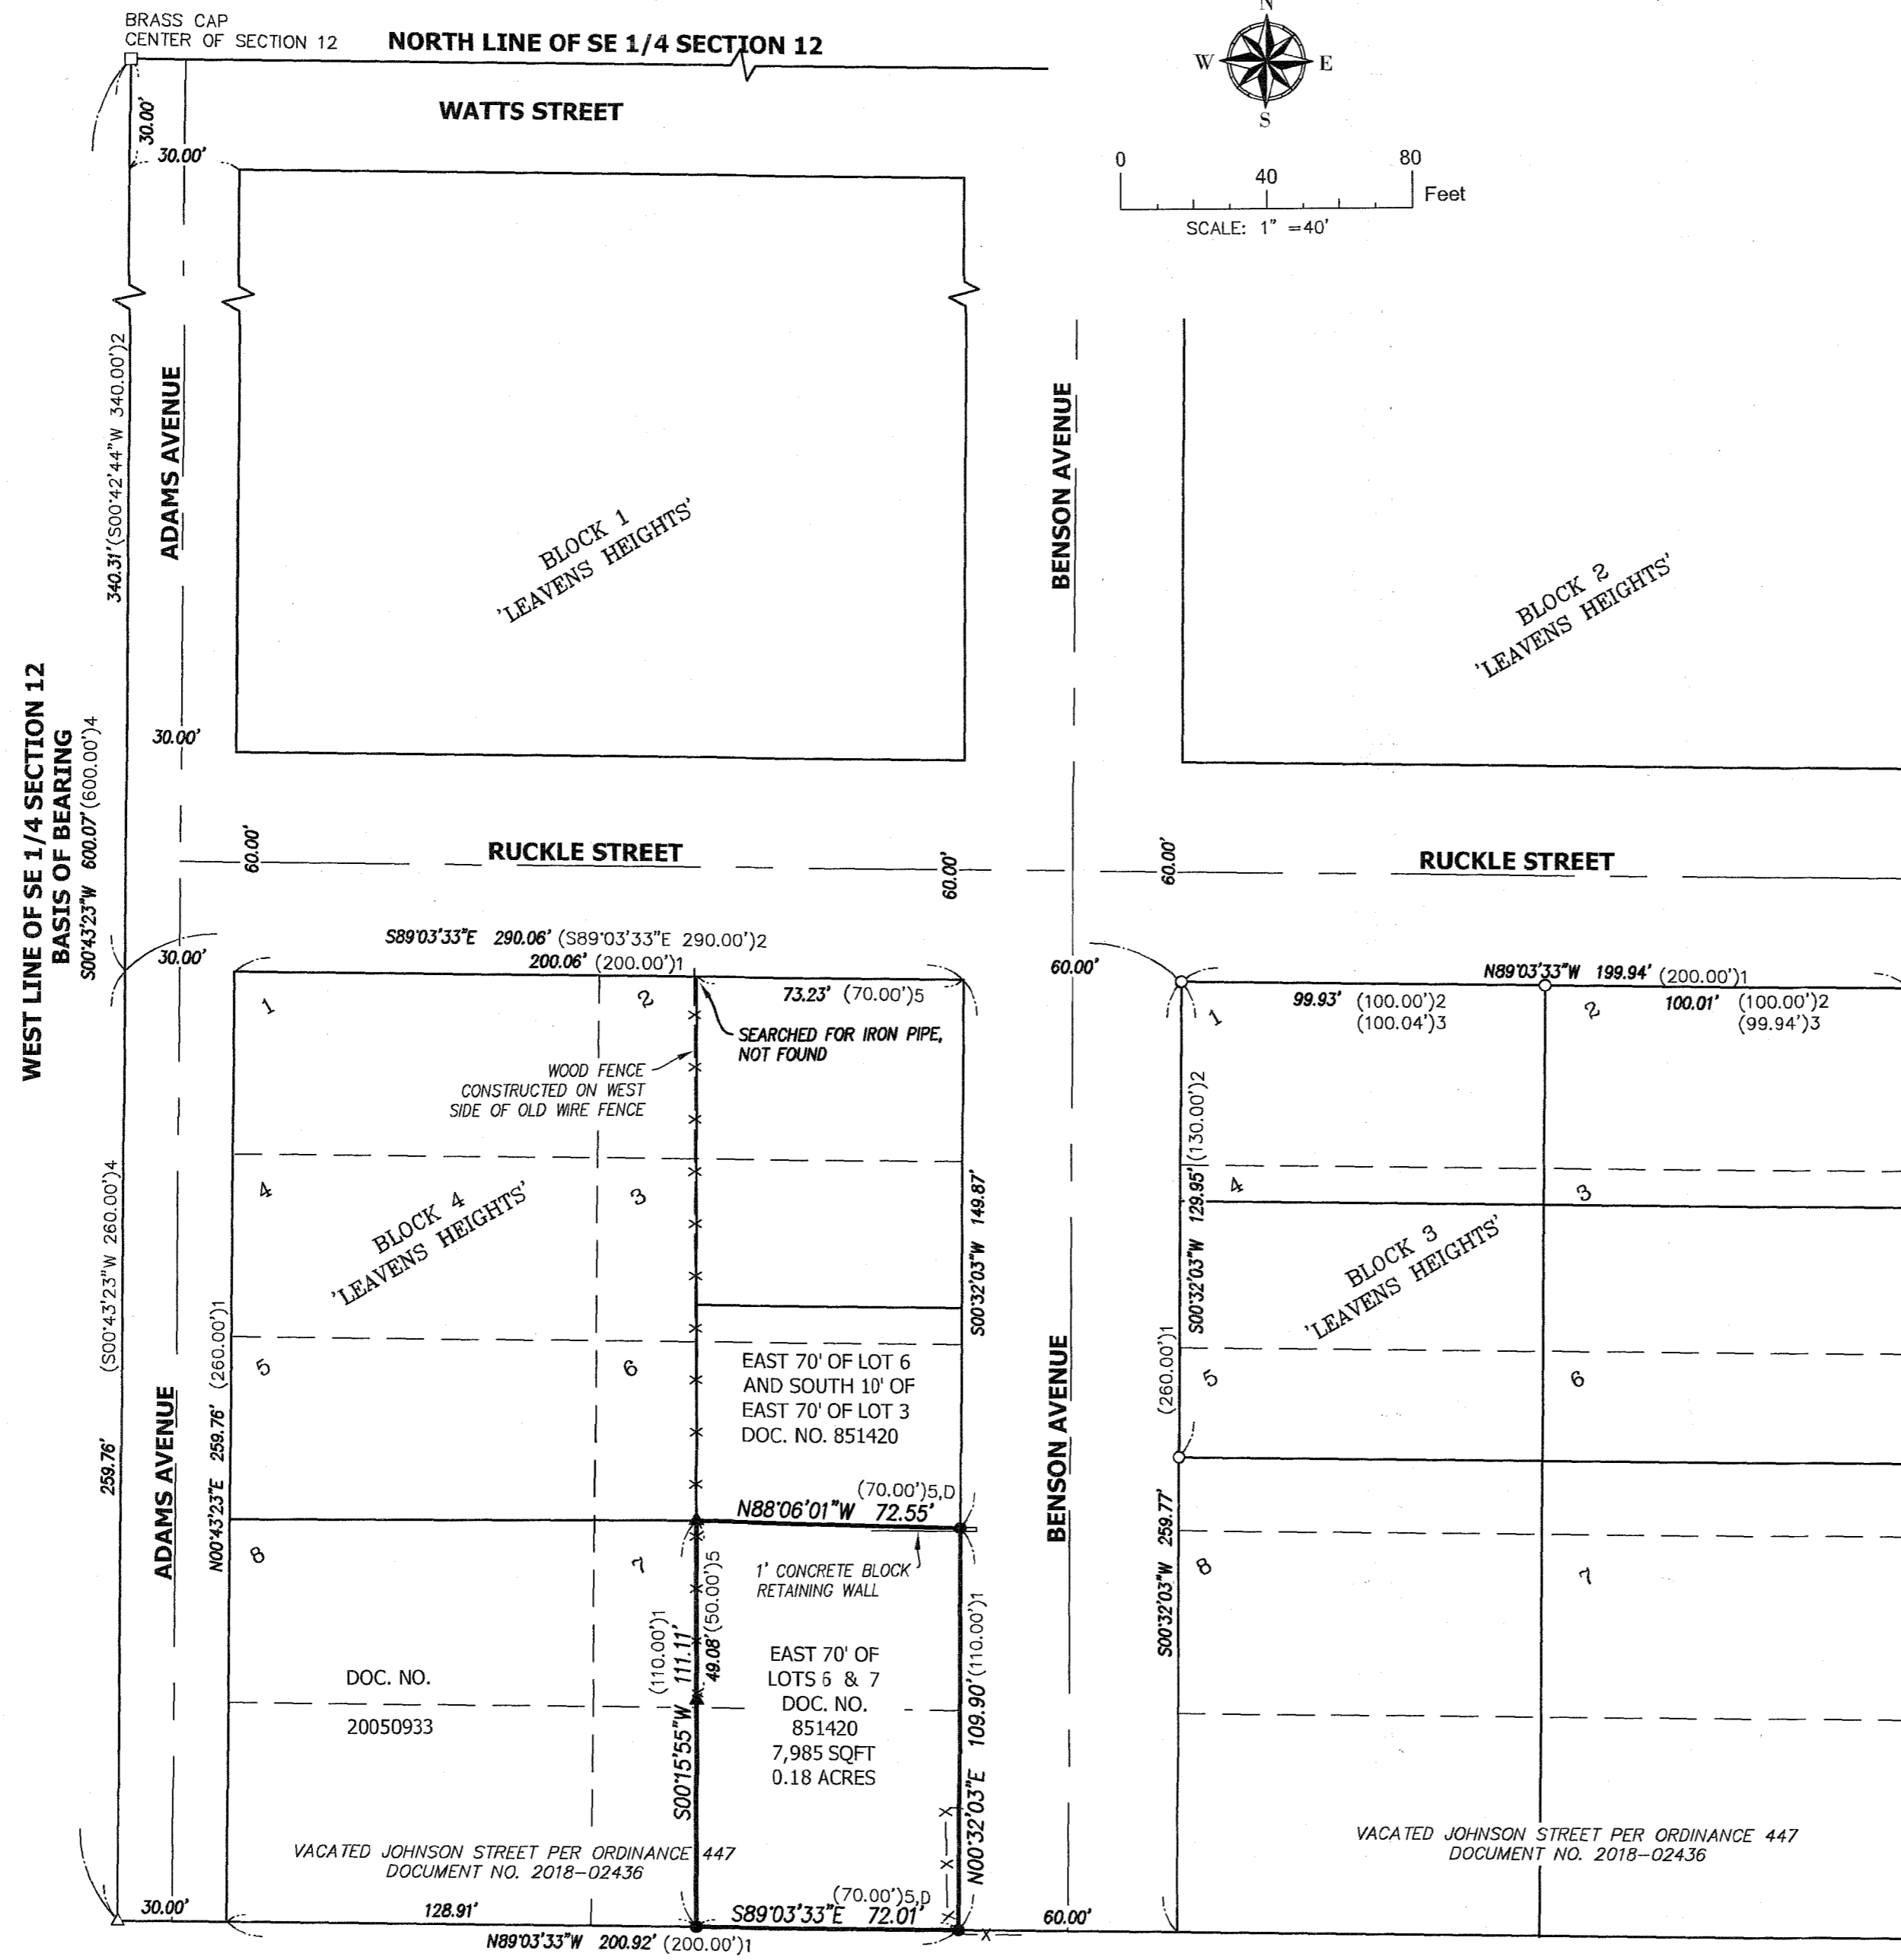 BRASS CAP
CENTER OF SECTION 12
NORTH LINE OF SE 1/4 SECTION 12
N
W
E
S
WATTS STREET
30.00'
30.00'
0
40
80
Feet
SCALE: 1" =40'
340.31' (S00°42'44"W 340.00')2
ADAMS AVENUE
BLOCK 1
'LEAVENS HEIGHTS'
BENSON AVENUE
BLOCK 2
'LEAVENS HEIGHTS'
WEST LINE OF SE 1/4 SECTION 12
BASIS OF BEARING
S00°43'23"W 600.07' (600.00')4
30.00'
60.00'
RUCKLE STREET
60.00'
60.00'
RUCKLE STREET
S89°03'33"E 290.06' (S89°03'33"E 290.00')2
30.00'
200.06' (200.00')1
60.00'
N89°03'33"W 199.94' (200.00')1
73.23' (70.00')5
99.93' (100.00')2
(100.04')3
100.01' (100.00')2
(99.94')3
1
2
1
2
SEARCHED FOR IRON PIPE,
NOT FOUND
WOOD FENCE
CONSTRUCTED ON WEST
SIDE OF OLD WIRE FENCE
S00°32'03"W 129.95' (130.00')2
(S00°43'23"W 260.00')4
259.76'
4
3
BLOCK 4
'LEAVENS HEIGHTS'
S00°32'03"W 149.87'
4
3
BLOCK 3
'LEAVENS HEIGHTS'
N00°43'23"E 259.76' (260.00')1
5
6
EAST 70' OF LOT 6
AND SOUTH 10' OF
EAST 70' OF LOT 3
DOC. NO. 851420
BENSON AVENUE
(260.00')1
5
6
ADAMS AVENUE
(70.00')5,D
N88°06'01"W 72.55'
S00°32'03"W 259.77'
8
7
1' CONCRETE BLOCK
RETAINING WALL
8
7
(110.00')1
S00°15'55"W 111.11'
49.08' (50.00')5
N00°32'03"E 109.90' (110.00')1
EAST 70' OF
LOTS 6 & 7
DOC. NO.
851420
7,985 SQFT
0.18 ACRES
DOC. NO.
20050933
VACATED JOHNSON STREET PER ORDINANCE 447
DOCUMENT NO. 2018-02436
VACATED JOHNSON STREET PER ORDINANCE 447
DOCUMENT NO. 2018-02436
30.00'
128.91'
(70.00')5,D
S89°03'33"E 72.01'
60.00'
N89°03'33"W 200.92' (200.00')1